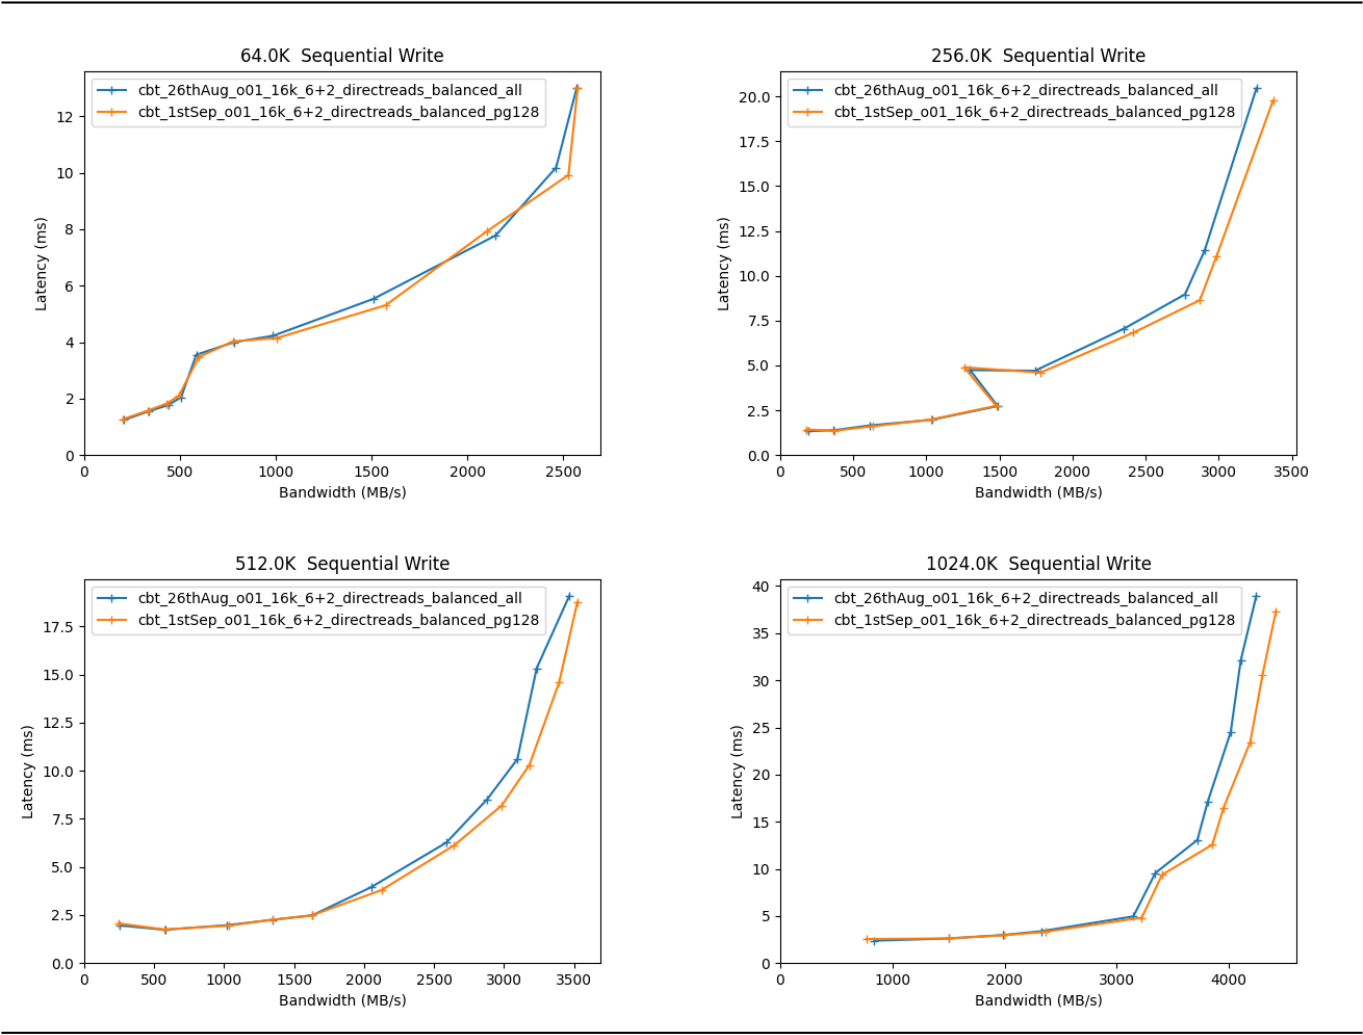 64.0K  Sequential Write
cbt_26thAug_o01_16k_6+2_directreads_balanced_all
cbt_1stSep_o01_16k_6+2_directreads_balanced_pg128
12
10
8
6
4
2
0
Latency (ms)
0 500 1000 1500 2000 2500
Bandwidth (MB/s)
256.0K  Sequential Write
cbt_26thAug_o01_16k_6+2_directreads_balanced_all
cbt_1stSep_o01_16k_6+2_directreads_balanced_pg128
20.0
17.5
15.0
12.5
10.0
7.5
5.0
2.5
0.0
Latency (ms)
0 500 1000 1500 2000 2500 3000 3500
Bandwidth (MB/s)
512.0K  Sequential Write
cbt_26thAug_o01_16k_6+2_directreads_balanced_all
cbt_1stSep_o01_16k_6+2_directreads_balanced_pg128
17.5
15.0
12.5
10.0
7.5
5.0
2.5
0.0
Latency (ms)
0 500 1000 1500 2000 2500 3000 3500
Bandwidth (MB/s)
1024.0K  Sequential Write
cbt_26thAug_o01_16k_6+2_directreads_balanced_all
cbt_1stSep_o01_16k_6+2_directreads_balanced_pg128
40
35
30
25
20
15
10
5
0
Latency (ms)
0 1000 2000 3000 4000
Bandwidth (MB/s)